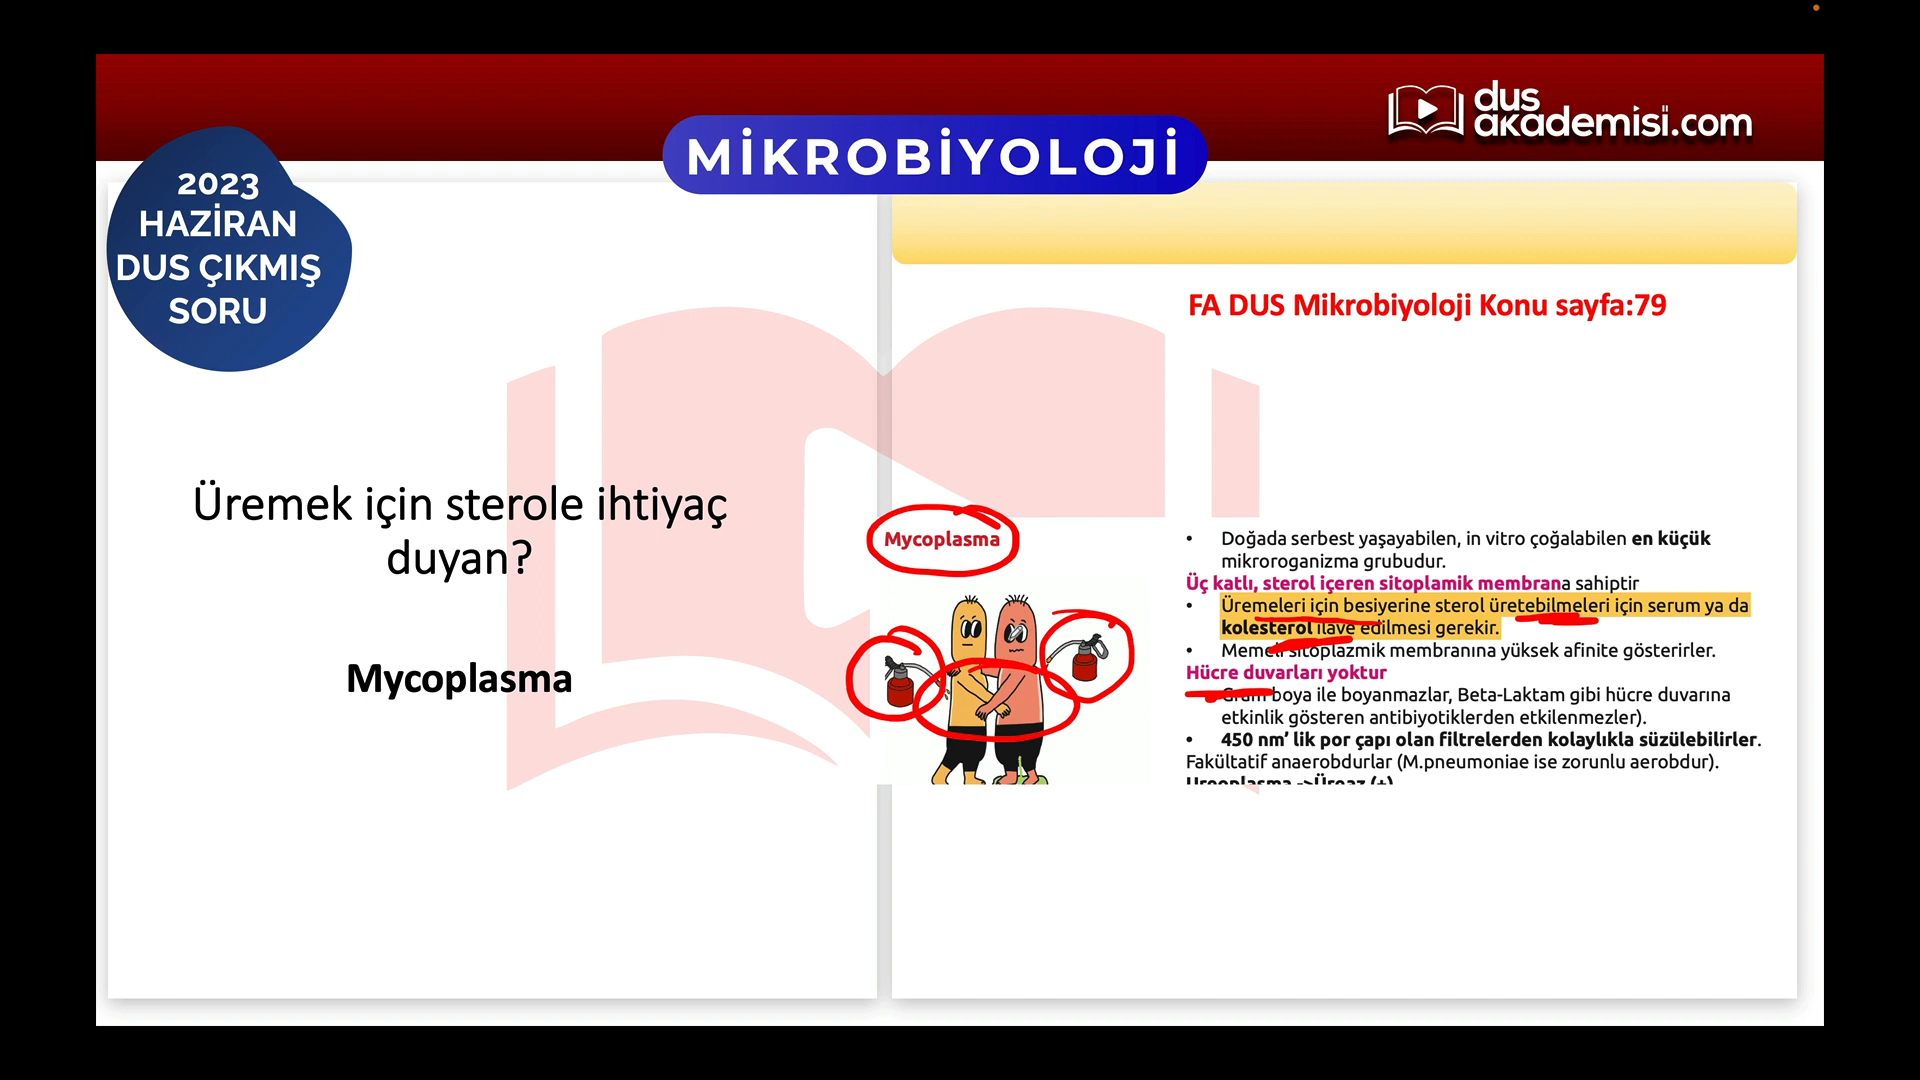 dus
akademisi.com
MİKROBİYOLOJİ
2023
HAZİRAN
DUS ÇIKMIŞ
SORU
Üremek için sterole ihtiyaç
duyan?
Mycoplasma
FA DUS Mikrobiyoloji Konu sayfa:79
Mycoplasma
• Doğada serbest yaşayabilen, in vitro çoğalabilen en küçük
mikroroganizma grubudur.
Üç katlı, sterol içeren sitoplamik membrana sahiptir
• Üremeleri için besiyerine sterol üretebilmeleri için serum ya da
kolesterol ilave edilmesi gerekir.
• Memeli sitoplazmik membranına yüksek afinite gösterirler.
Hücre duvarları yoktur
Gram boya ile boyanmazlar, Beta-Laktam gibi hücre duvarına
etkinlik gösteren antibiyotiklerden etkilenmezler).
• 450 nm’ lik por çapı olan filtrelerden kolaylıkla süzülebilirler.
Fakültatif anaerobdurlar (M.pneumoniae ise zorunlu aerobdur).
Ureoplasma ->Üreaz (+)